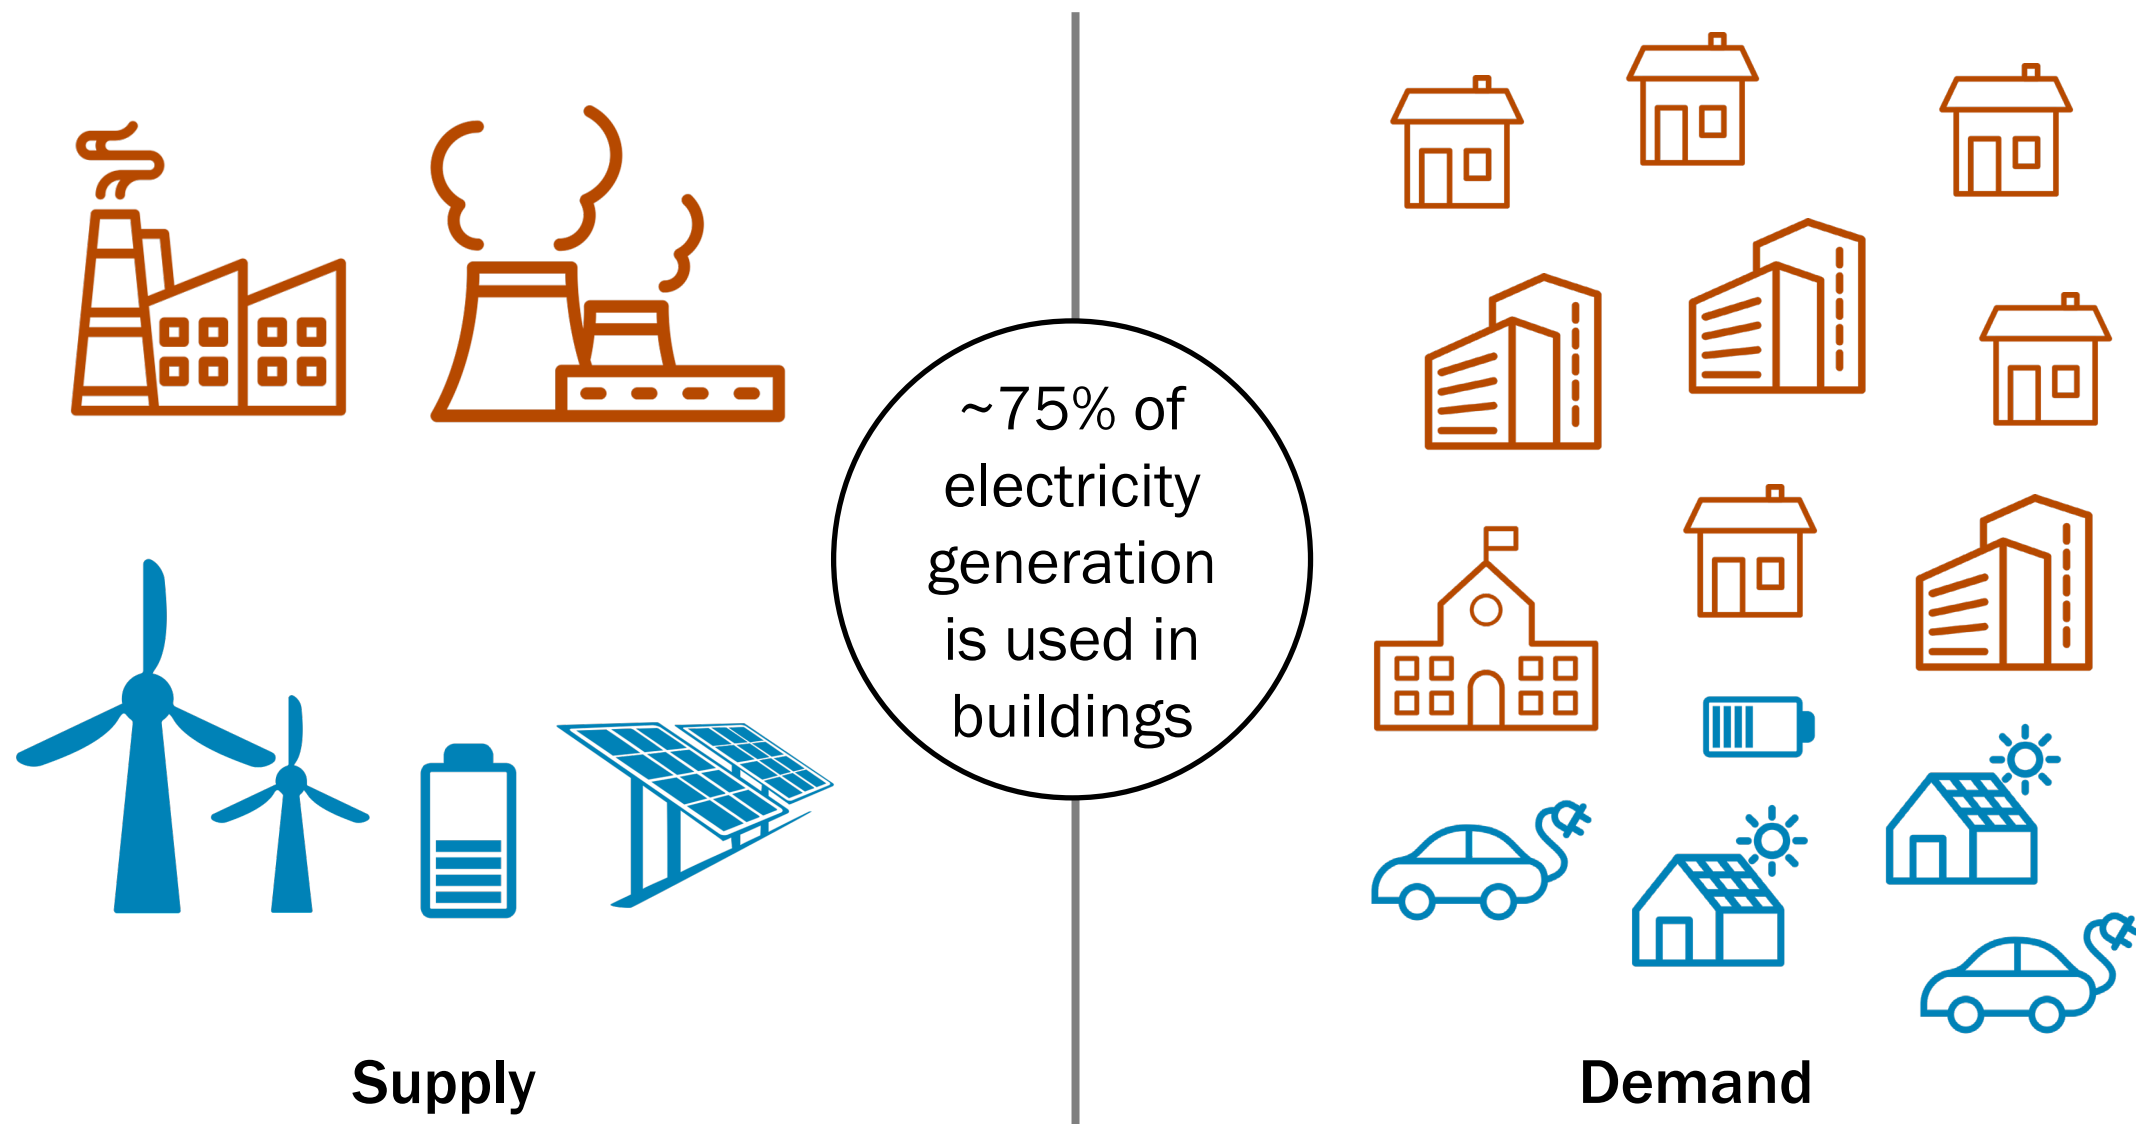 ~75% of
electricity
generation
is used in
buildings
Supply
Demand